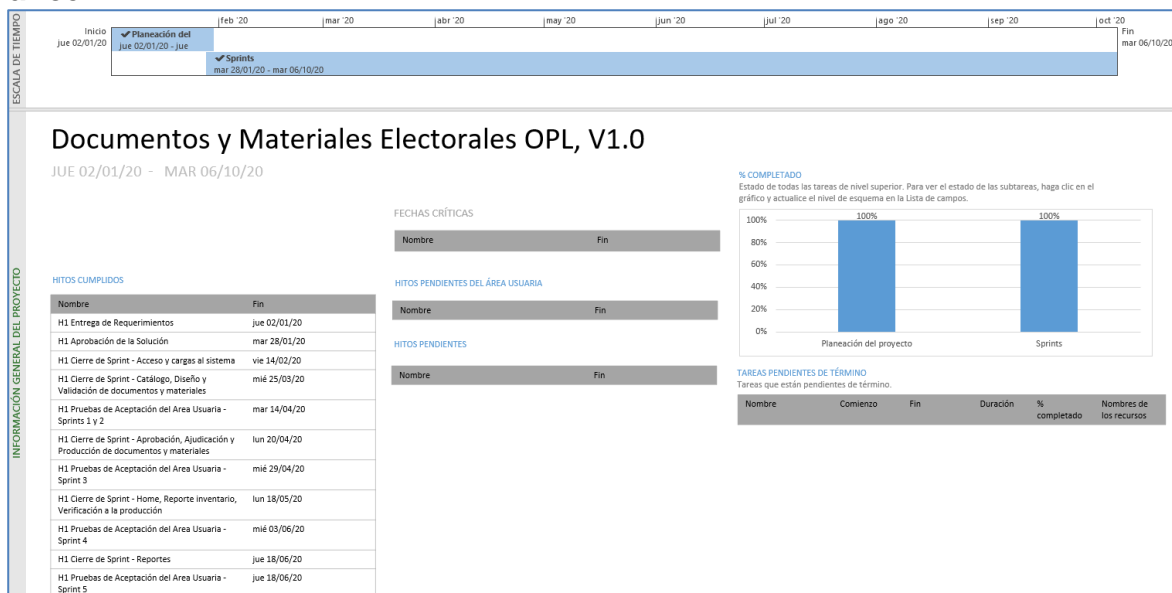 ESCALA DE TIEMPO
feb '20 mar '20 abr '20 may '20 jun '20 jul '20 ago '20 sep '20 oct '20
Inicio
jue 02/01/20
✔Planeación del
jue 02/01/20 - jue
Fin
mar 06/10/20
✔Sprints
mar 28/01/20 - mar 06/10/20
INFORMACIÓN GENERAL DEL PROYECTO
Documentos y Materiales Electorales OPL, V1.0
JUE 02/01/20 - MAR 06/10/20
HITOS CUMPLIDOS
Nombre Fin
H1 Entrega de Requerimientos jue 02/01/20
H1 Aprobación de la Solución mar 28/01/20
H1 Cierre de Sprint - Acceso y cargas al sistema vie 14/02/20
H1 Cierre de Sprint - Catálogo, Diseño y mié 25/03/20
Validación de documentos y materiales
H1 Pruebas de Aceptación del Area Usuaria - mar 14/04/20
Sprints 1 y 2
H1 Cierre de Sprint - Aprobación, Ajudicación y lun 20/04/20
Producción de documentos y materiales
H1 Pruebas de Aceptación del Area Usuaria - mié 29/04/20
Sprint 3
H1 Cierre de Sprint - Home, Reporte inventario, lun 18/05/20
Verificación a la producción
H1 Pruebas de Aceptación del Area Usuaria - mié 03/06/20
Sprint 4
H1 Cierre de Sprint - Reportes jue 18/06/20
H1 Pruebas de Aceptación del Area Usuaria - jue 18/06/20
Sprint 5
FECHAS CRÍTICAS
Nombre Fin
HITOS PENDIENTES DEL ÁREA USUARIA
Nombre Fin
HITOS PENDIENTES
Nombre Fin
% COMPLETADO
Estado de todas las tareas de nivel superior. Para ver el estado de las subtareas, haga clic en el
gráfico y actualice el nivel de esquema en la Lista de campos.
100% 100%
100%
80%
60%
40%
20%
0%
Planeación del proyecto Sprints
TAREAS PENDIENTES DE TÉRMINO
Tareas que están pendientes de término.
Nombre Comienzo Fin Duración % Nombres de
completado los recursos